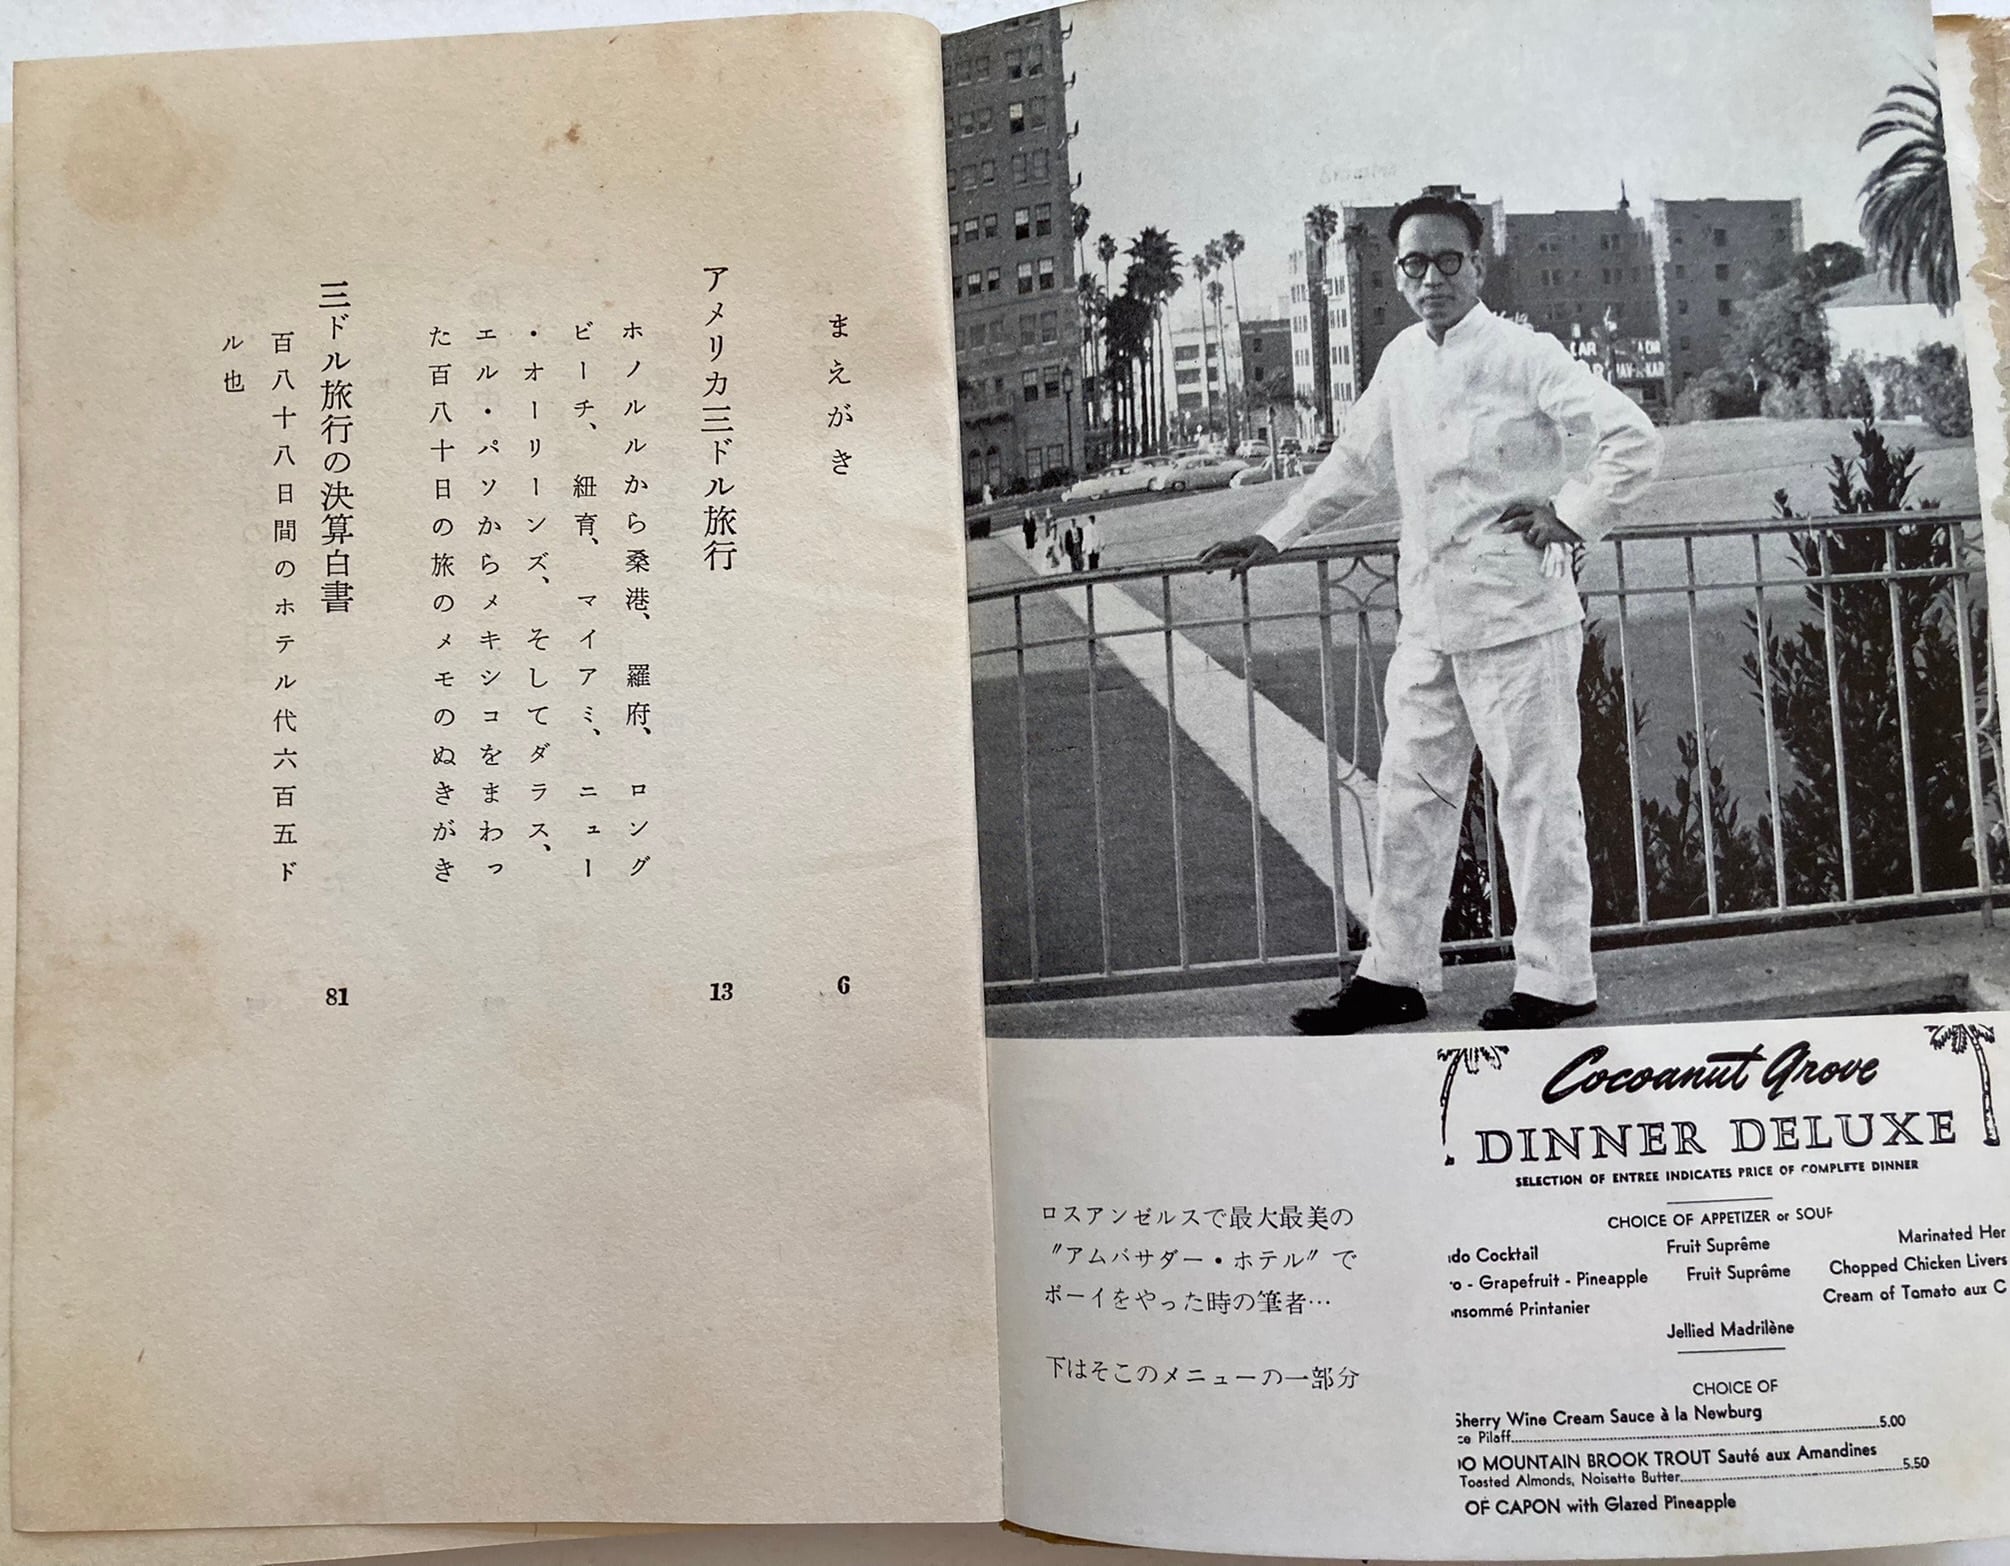 まえがき
6
アメリカ三ドル旅行
13
ホノルルから桑港、羅府、ロング
ビーチ、紐育、マイアミ、ニュー
・オーリーンズ、そしてダラス、
エル・パソからメキシコをまわっ
た百八十日の旅のメモのぬきがき
三ドル旅行の決算白書
81
百八十八日間のホテル代六百五ド
ル也
ロスアンゼルスで最大最美の
〃アムバサダー・ホテル〃で
ボーイをやった時の筆者…
下はそこのメニューの一部分
Cocoanut Grove
DINNER DELUXE
SELECTION OF ENTREE INDICATES PRICE OF COMPLETE DINNER
CHOICE OF APPETIZER or SOUP
do Cocktail Fruit Suprême Marinated Her
o - Grapefruit - Pineapple Fruit Suprême Chopped Chicken Livers
nsommé Printanier Cream of Tomato aux C
Jellied Madrilène
CHOICE OF
Sherry Wine Cream Sauce à la Newburg
ce Pilaff 5.00
DO MOUNTAIN BROOK TROUT Sauté aux Amandines
Toasted Almonds, Noisette Butter 5.50
OF CAPON with Glazed Pineapple